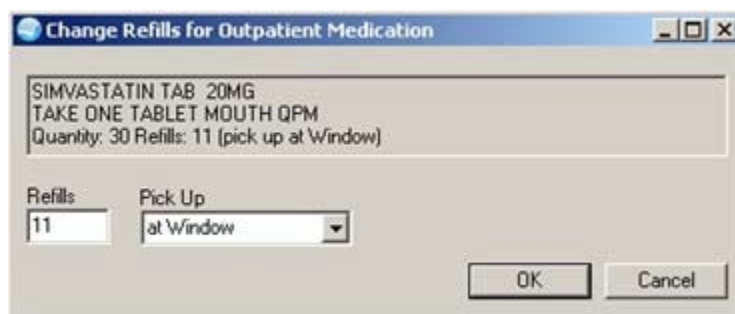 Change Refills for Outpatient Medication
SIMVASTATIN TAB 20MG
TAKE ONE TABLET MOUTH QPM
Quantity: 30 Refills: 11 (pick up at Window)
Refills Pick Up
11 at Window
OK Cancel